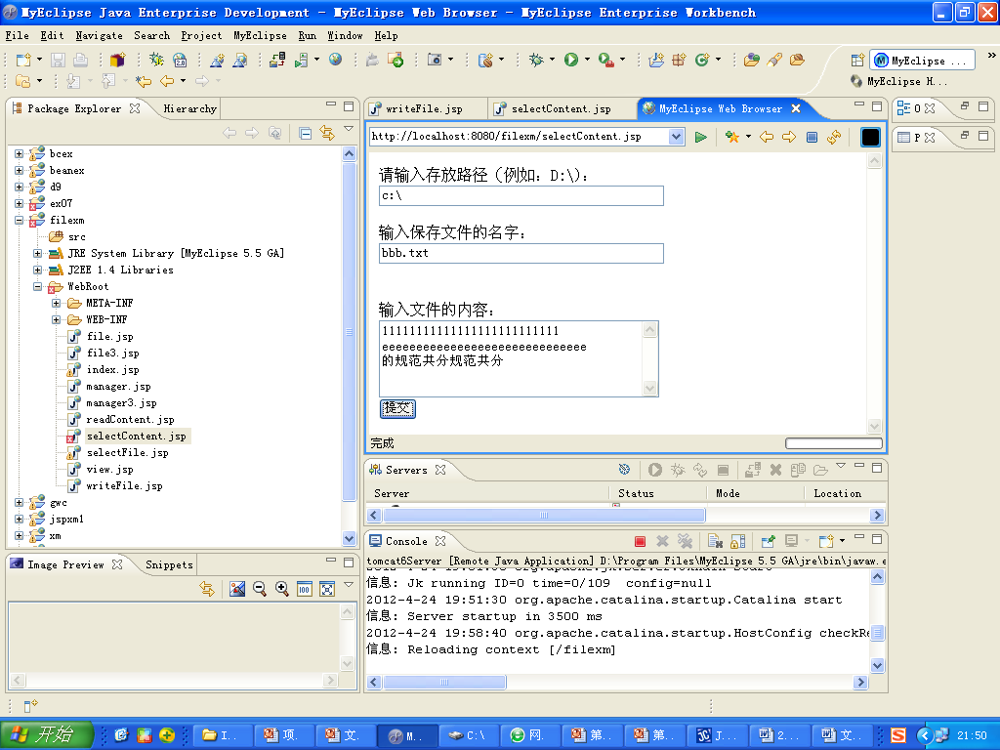 MyEclipse Java Enterprise Development - MyEclipse Web Browser - MyEclipse Enterprise Workbench
File Edit Navigate Search Project MyEclipse Run Window Help
MyEclipse ...
MyEclipse H...
Package Explorer
Hierarchy
bcex
beanex
d9
ex07
filexm
src
JRE System Library [MyEclipse 5.5 GA]
J2EE 1.4 Libraries
WebRoot
META-INF
WEB-INF
file.jsp
file3.jsp
index.jsp
manager.jsp
manager3.jsp
readContent.jsp
selectContent.jsp
selectFile.jsp
view.jsp
writeFile.jsp
gwc
jspxm1
xm
Image Preview
Snippets
writeFile.jsp
selectContent.jsp
MyEclipse Web Browser
http://localhost:8080/filexm/selectContent.jsp
请输入存放路径（例如：D:\）：
c:\
输入保存文件的名字：
bbb.txt
输入文件的内容：
11111111111111111111111111
eeeeeeeeeeeeeeeeeeeeeeeeeeeeee
的规范共分规范共分
提交
完成
O
P
Servers
Server Status Mode Location
Console
tomcat6Server [Remote Java Application] D:\Program Files\MyEclipse 5.5 GA\jre\bin\javaw.e
信息: Jk running ID=0 time=0/109 config=null
2012-4-24 19:51:30 org.apache.catalina.startup.Catalina start
信息: Server startup in 3500 ms
2012-4-24 19:58:40 org.apache.catalina.startup.HostConfig checkRe
信息: Reloading context [/filexm]
开始
I...
项.
文..
M.
C:\
网.
第..
第..
J...
2...
文..
21:50